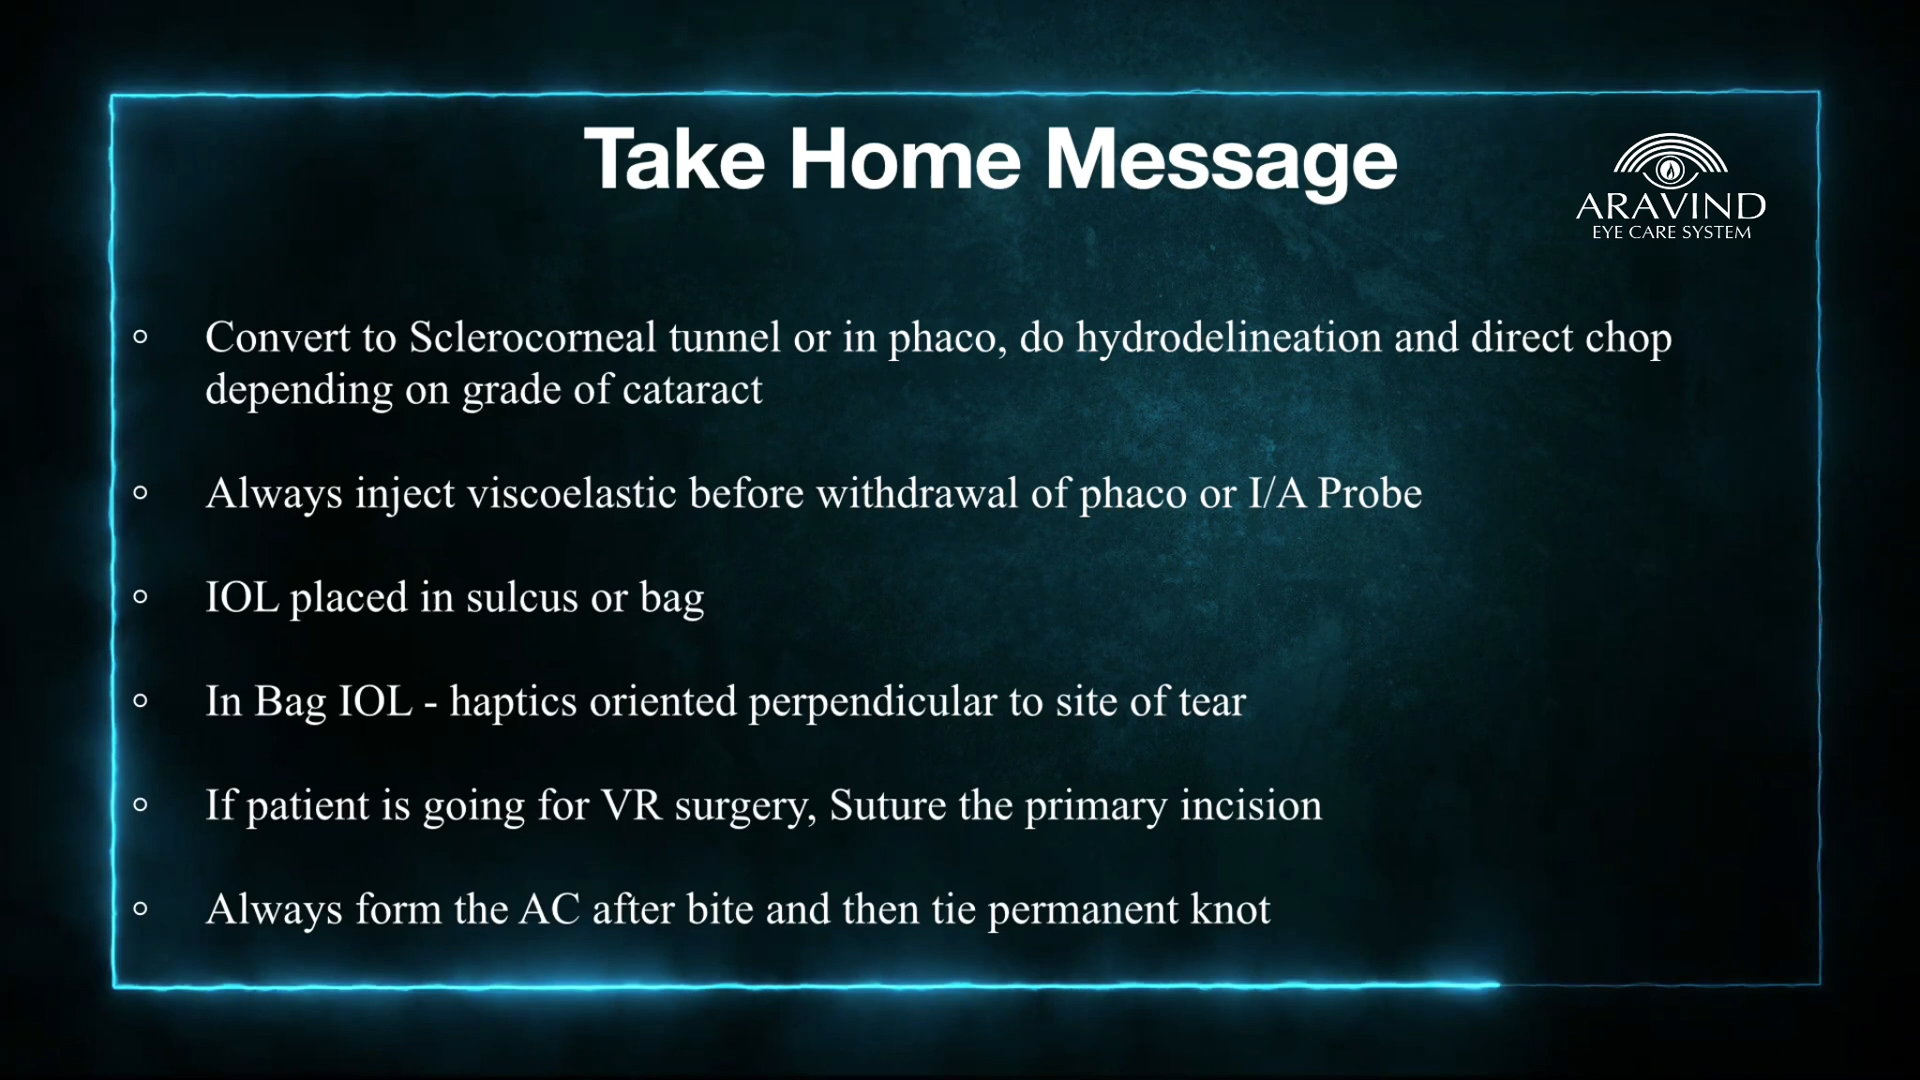 Take Home Message
ARAVIND
EYE CARE SYSTEM
Convert to Sclerocorneal tunnel or in phaco, do hydrodelineation and direct chop
depending on grade of cataract
Always inject viscoelastic before withdrawal of phaco or I/A Probe
IOL placed in sulcus or bag
In Bag IOL - haptics oriented perpendicular to site of tear
If patient is going for VR surgery, Suture the primary incision
Always form the AC after bite and then tie permanent knot